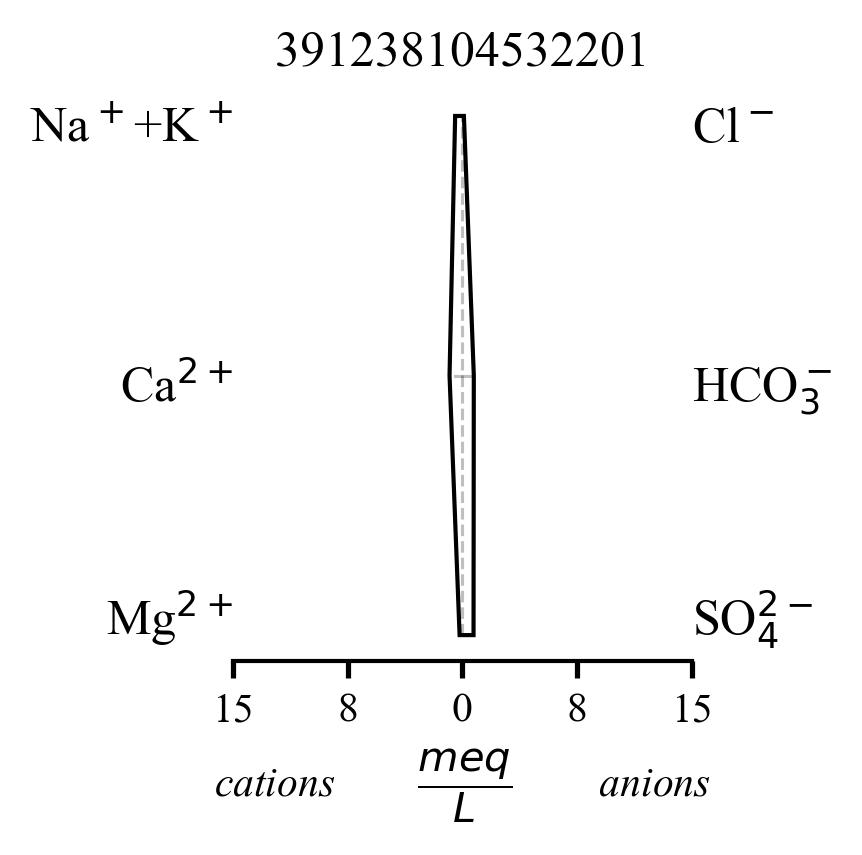 391238104532201
Na⁺+K⁺ Cl⁻
Ca²⁺ HCO₃⁻
Mg²⁺ SO₄²⁻
15 8 0 8 15
cations meq/L anions